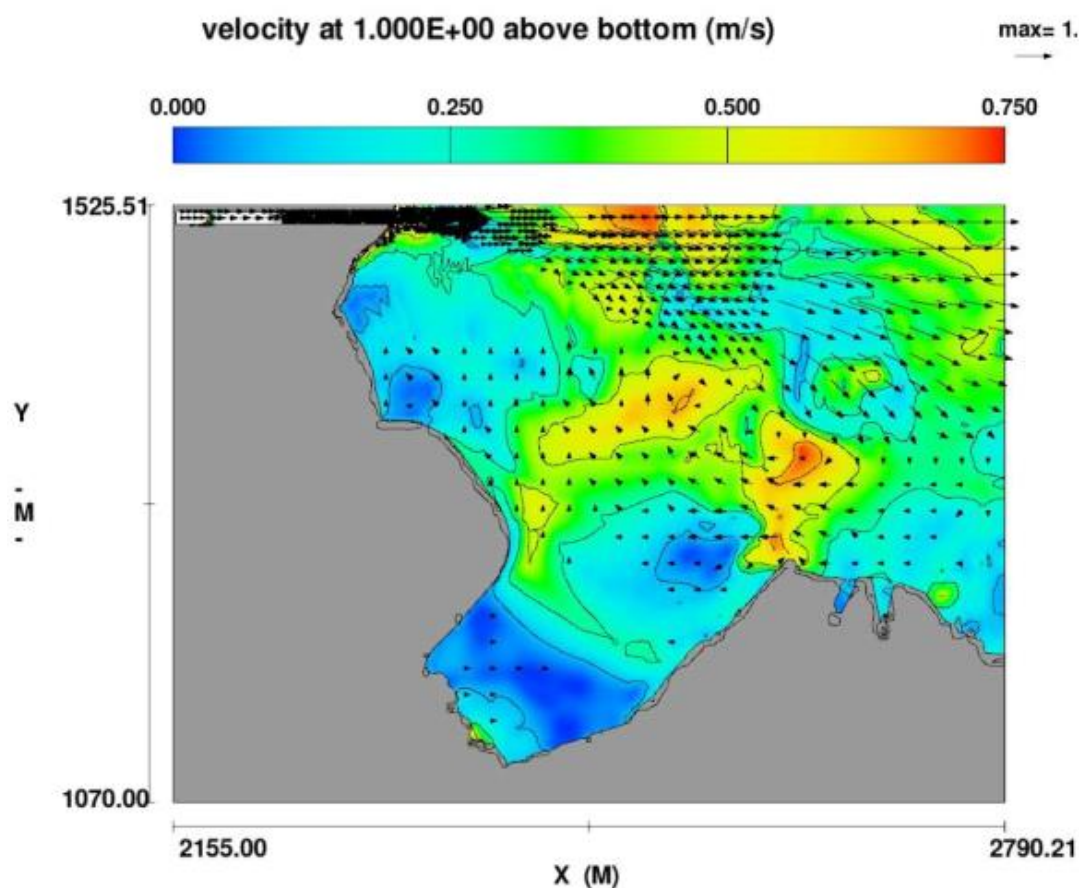 velocity at 1.000E+00 above bottom (m/s)
max= 1.
0.000 0.250 0.500 0.750
1525.51
Y
-
M
-
1070.00
2155.00 2790.21
X (M)